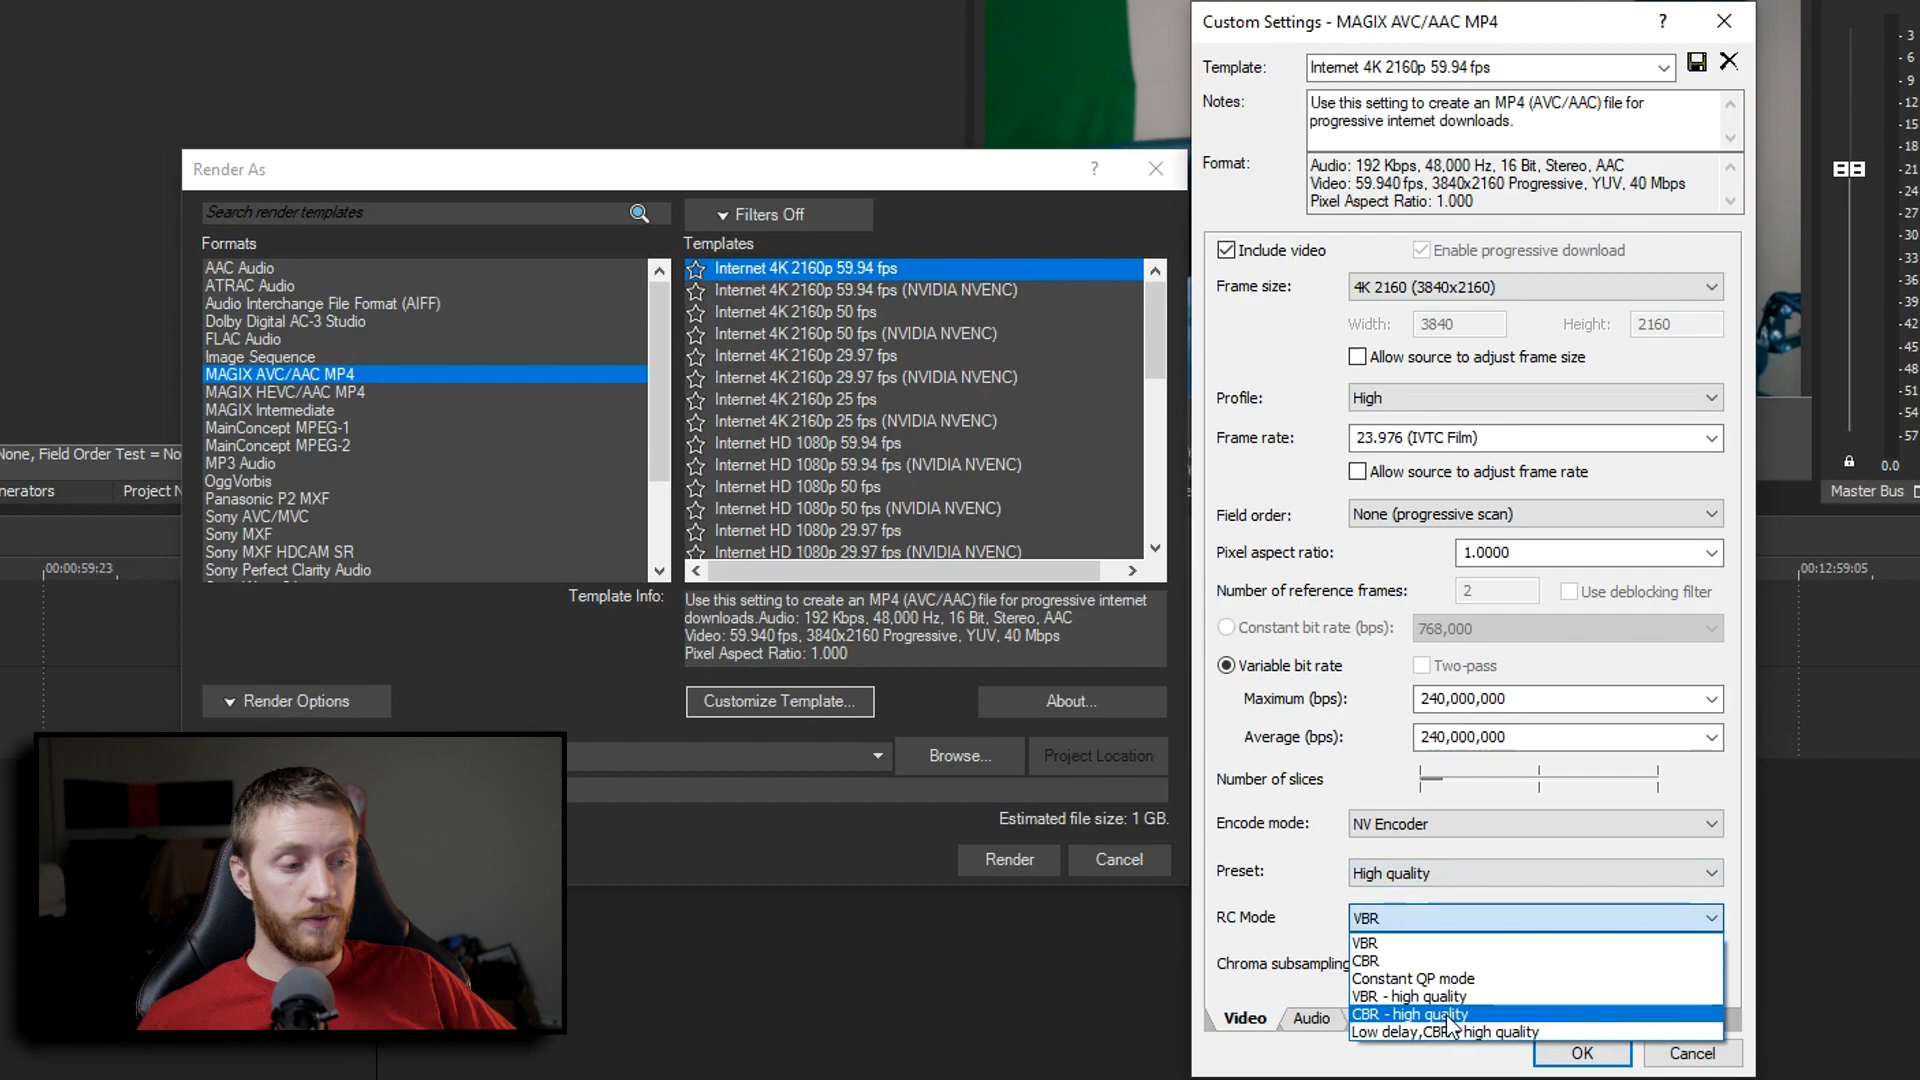 Custom Settings - MAGIX AVC/AAC MP4
?
Template:
Internet 4K 2160p 59.94 fps
Notes:
Use this setting to create an MP4 (AVC/AAC) file for
progressive internet downloads.
Format:
Audio: 192 Kbps, 48,000 Hz, 16 Bit, Stereo, AAC
Video: 59.940 fps, 3840x2160 Progressive, YUV, 40 Mbps
Pixel Aspect Ratio: 1.000
Include video
Enable progressive download
Frame size:
4K 2160 (3840x2160)
Width:
3840
Height:
2160
Allow source to adjust frame size
Profile:
High
Frame rate:
23.976 (IVTC Film)
Allow source to adjust frame rate
Field order:
None (progressive scan)
Pixel aspect ratio:
1.0000
Number of reference frames:
2
Use deblocking filter
Constant bit rate (bps):
768,000
Variable bit rate
Two-pass
Maximum (bps):
240,000,000
Average (bps):
240,000,000
Number of slices
Encode mode:
NV Encoder
Preset:
High quality
RC Mode
VBR
VBR
CBR
Constant QP mode
VBR - high quality
CBR - high quality
Low delay,CBR - high quality
Chroma subsampling
Video
Audio
OK
Cancel
Render As
?
Search render templates
Filters Off
Formats
AAC Audio
ATRAC Audio
Audio Interchange File Format (AIFF)
Dolby Digital AC-3 Studio
FLAC Audio
Image Sequence
MAGIX AVC/AAC MP4
MAGIX HEVC/AAC MP4
MAGIX Intermediate
MainConcept MPEG-1
MainConcept MPEG-2
MP3 Audio
OggVorbis
Panasonic P2 MXF
Sony AVC/MVC
Sony MXF
Sony MXF HDCAM SR
Sony Perfect Clarity Audio
Templates
Internet 4K 2160p 59.94 fps
Internet 4K 2160p 59.94 fps (NVIDIA NVENC)
Internet 4K 2160p 50 fps
Internet 4K 2160p 50 fps (NVIDIA NVENC)
Internet 4K 2160p 29.97 fps
Internet 4K 2160p 29.97 fps (NVIDIA NVENC)
Internet 4K 2160p 25 fps
Internet 4K 2160p 25 fps (NVIDIA NVENC)
Internet HD 1080p 59.94 fps
Internet HD 1080p 59.94 fps (NVIDIA NVENC)
Internet HD 1080p 50 fps
Internet HD 1080p 50 fps (NVIDIA NVENC)
Internet HD 1080p 29.97 fps
Internet HD 1080p 29.97 fps (NVIDIA NVENC)
Template Info:
Use this setting to create an MP4 (AVC/AAC) file for progressive internet
downloads.Audio: 192 Kbps, 48,000 Hz, 16 Bit, Stereo, AAC
Video: 59.940 fps, 3840x2160 Progressive, YUV, 40 Mbps
Pixel Aspect Ratio: 1.000
Render Options
Customize Template...
About...
Browse...
Project Location
Estimated file size: 1 GB.
Render
Cancel
None, Field Order Test = No
nerators
Project N
00:00:59:23
- 3
- 6
- 9
-12
-15
-18
-21
-24
-27
-30
-33
-36
-39
-42
-45
-48
-51
-54
-57
0.0
Master Bus
00:12:59:05